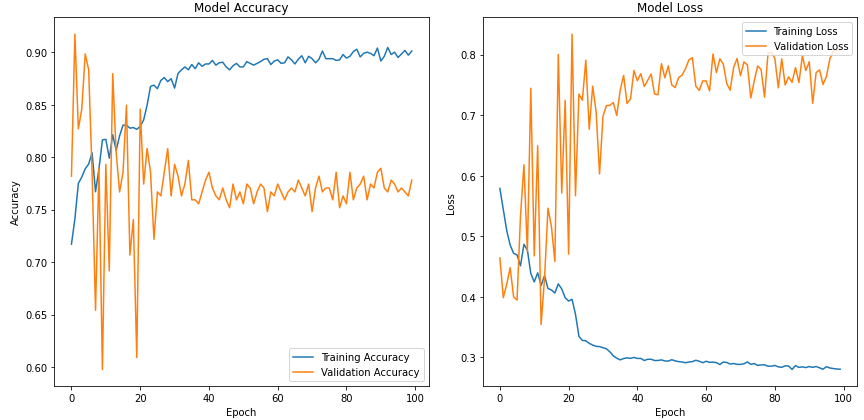 Model Accuracy
Accuracy
0.90
0.85
0.80
0.75
0.70
0.65
0.60
0
20
40
60
80
100
Epoch
Training Accuracy
Validation Accuracy
Model Loss
Loss
0.8
0.7
0.6
0.5
0.4
0.3
0
20
40
60
80
100
Epoch
Training Loss
Validation Loss